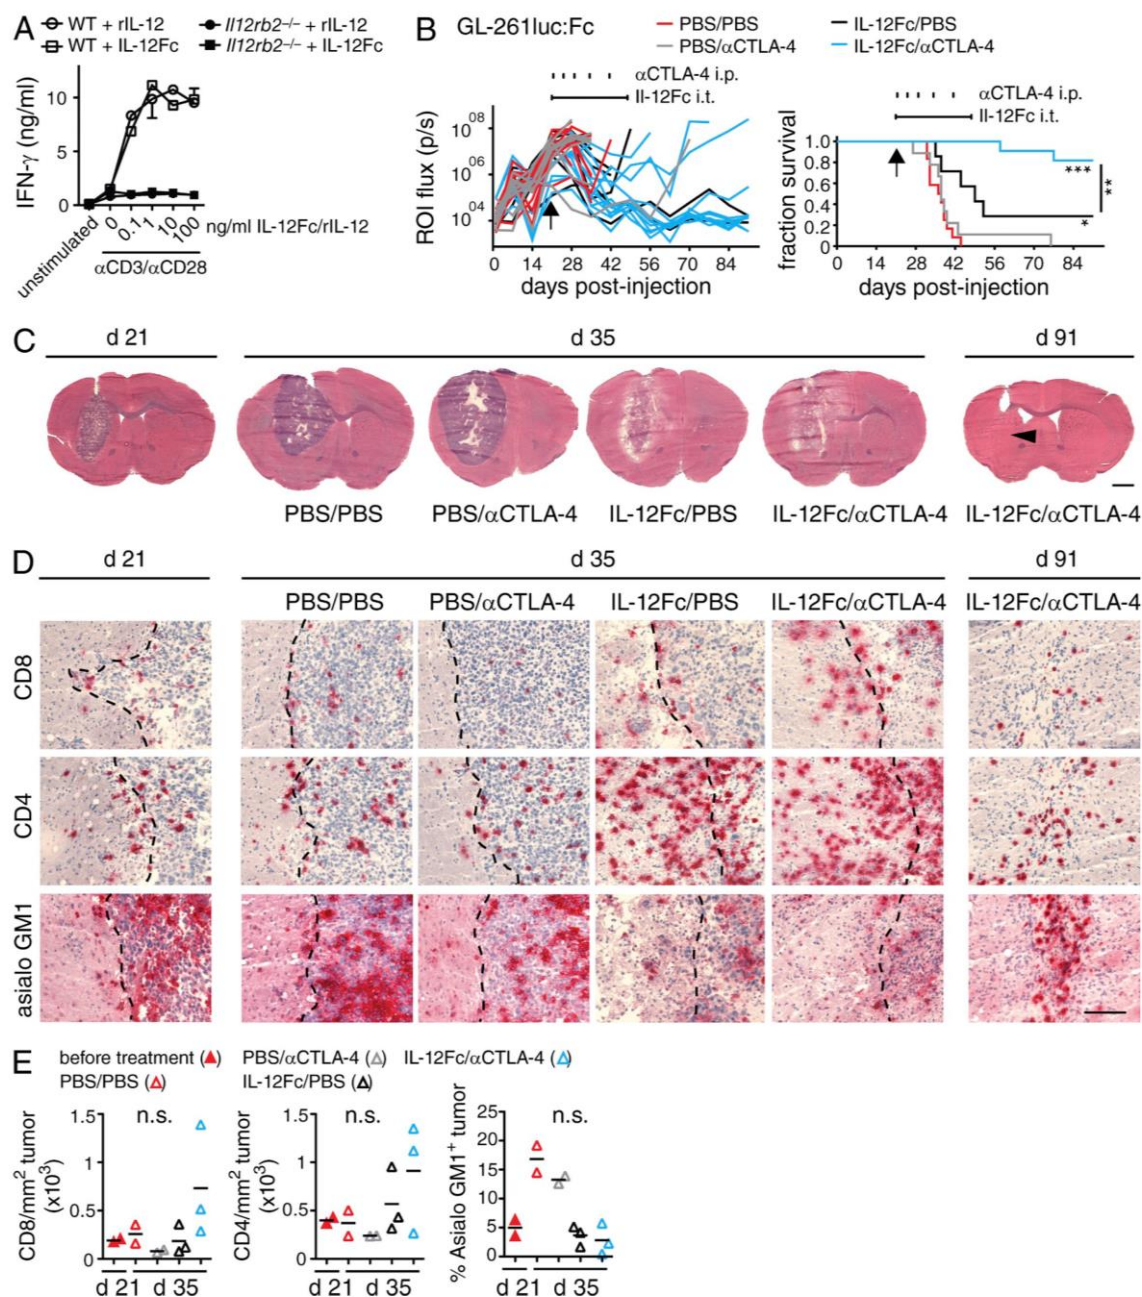 A
WT + rIL-12
Il12rb2–/– + rIL-12
WT + IL-12Fc
Il12rb2–/– + IL-12Fc
IFN-γ (ng/ml)
10
5
0
unstimulated
0
0.1
1
10
100
ng/ml IL-12Fc/rIL-12
αCD3/αCD28
B
GL-261luc:Fc
PBS/PBS
IL-12Fc/PBS
PBS/αCTLA-4
IL-12Fc/αCTLA-4
αCTLA-4 i.p.
Il-12Fc i.t.
ROI flux (p/s)
10^8
10^6
10^4
0 14 28 42 56 70 84
days post-injection
αCTLA-4 i.p.
Il-12Fc i.t.
fraction survival
1.0
0.8
0.6
0.4
0.2
0
***
**
*
0 14 28 42 56 70 84
days post-injection
C
d 21
d 35
d 91
PBS/PBS
PBS/αCTLA-4
IL-12Fc/PBS
IL-12Fc/αCTLA-4
IL-12Fc/αCTLA-4
D
d 21
d 35
d 91
PBS/PBS
PBS/αCTLA-4
IL-12Fc/PBS
IL-12Fc/αCTLA-4
IL-12Fc/αCTLA-4
CD8
CD4
asialo GM1
E
before treatment (▲)
PBS/αCTLA-4 (△)
IL-12Fc/αCTLA-4 (△)
PBS/PBS (△)
IL-12Fc/PBS (△)
CD8/mm² tumor
(x10³)
1.5
1
0.5
0
n.s.
d 21
d 35
CD4/mm² tumor
(x10³)
1.5
1
0.5
0
n.s.
d 21
d 35
% Asialo GM1⁺ tumor
25
20
15
10
5
0
n.s.
d 21
d 35